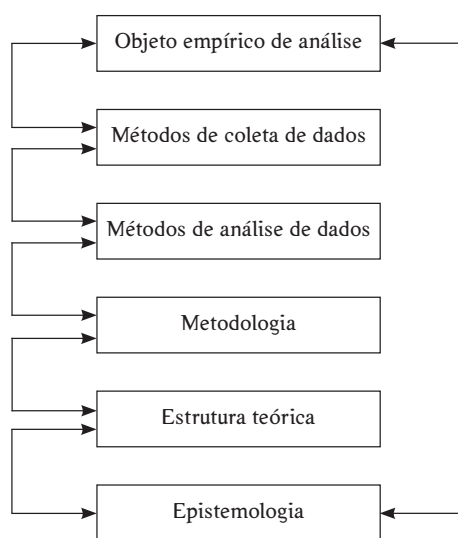 Objeto empírico de análise
Métodos de coleta de dados
Métodos de análise de dados
Metodologia
Estrutura teórica
Epistemologia